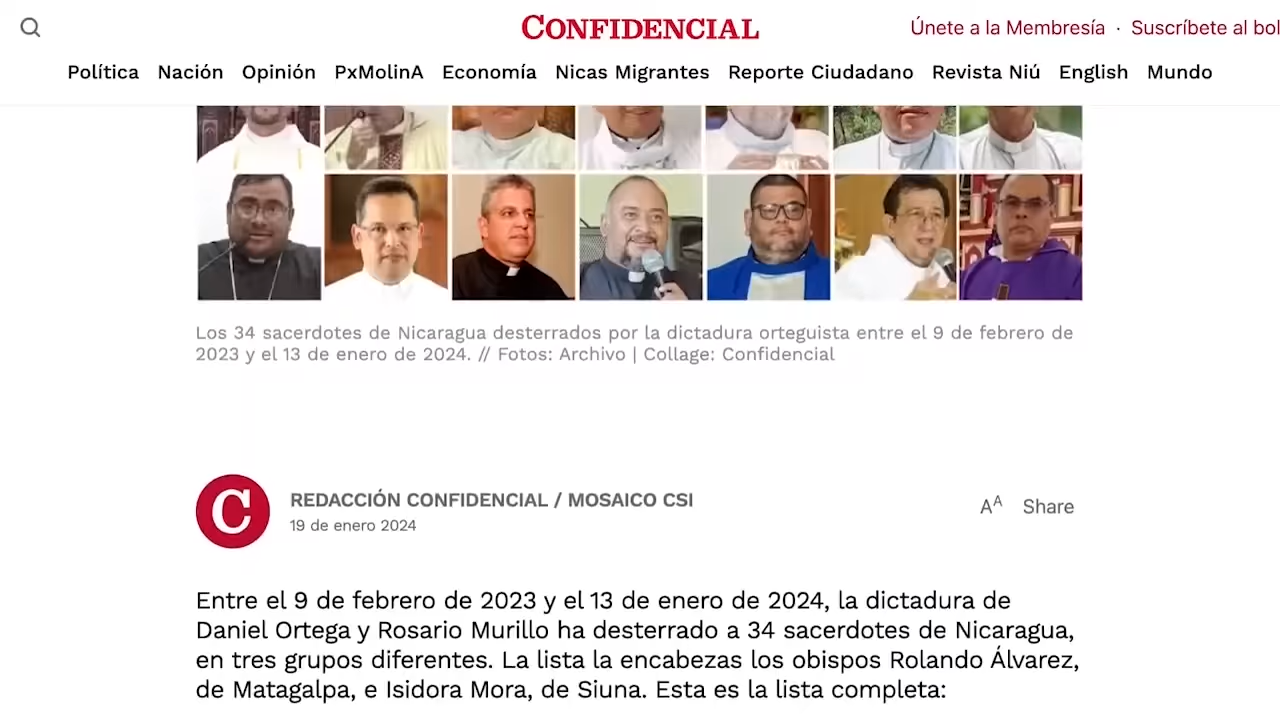 CONFIDENCIAL
Únete a la Membresía · Suscríbete al bol
Política Nación Opinión PxMolinA Economía Nicas Migrantes Reporte Ciudadano Revista Niú English Mundo
Los 34 sacerdotes de Nicaragua desterrados por la dictadura orteguista entre el 9 de febrero de
2023 y el 13 de enero de 2024. // Fotos: Archivo | Collage: Confidencial
C
REDACCIÓN CONFIDENCIAL / MOSAICO CSI
19 de enero 2024
AA Share
Entre el 9 de febrero de 2023 y el 13 de enero de 2024, la dictadura de
Daniel Ortega y Rosario Murillo ha desterrado a 34 sacerdotes de Nicaragua,
en tres grupos diferentes. La lista la encabezas los obispos Rolando Álvarez,
de Matagalpa, e Isidora Mora, de Siuna. Esta es la lista completa: